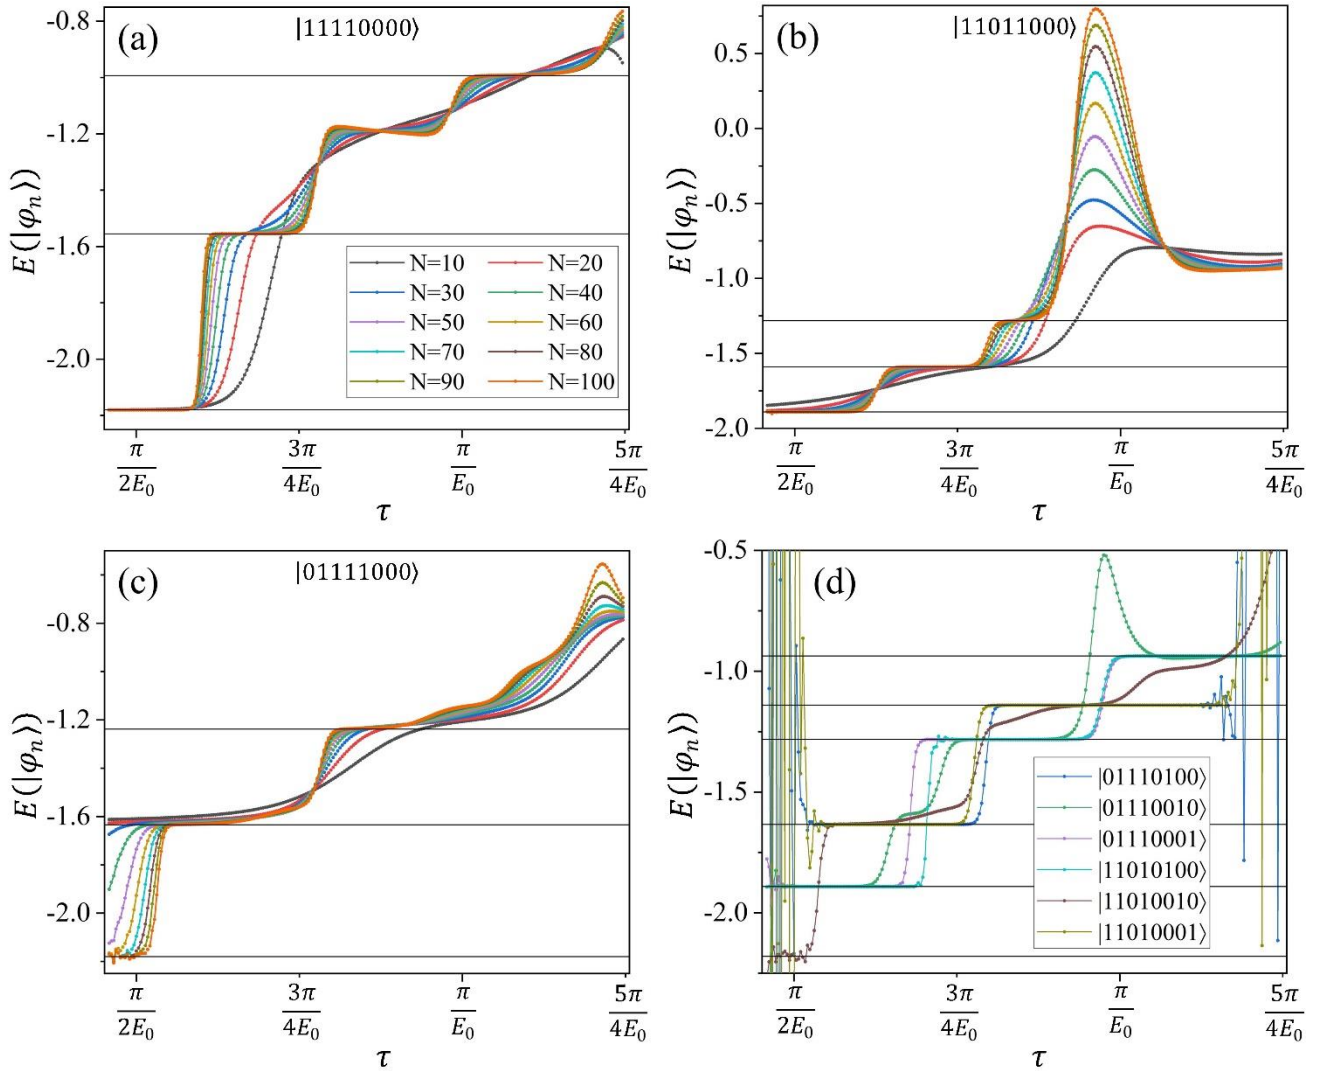 (a)
|11110000⟩
E(|φₙ⟩)
-0.8
-1.2
-1.6
-2.0
N=10 N=20
N=30 N=40
N=50 N=60
N=70 N=80
N=90 N=100
π/2E₀ 3π/4E₀ π/E₀ 5π/4E₀
τ
(b)
|11011000⟩
E(|φₙ⟩)
0.5
0.0
-0.5
-1.0
-1.5
-2.0
π/2E₀ 3π/4E₀ π/E₀ 5π/4E₀
τ
(c)
|01111000⟩
E(|φₙ⟩)
-0.8
-1.2
-1.6
-2.0
π/2E₀ 3π/4E₀ π/E₀ 5π/4E₀
τ
(d)
E(|φₙ⟩)
-0.5
-1.0
-1.5
-2.0
|01110100⟩
|01110010⟩
|01110001⟩
|11010100⟩
|11010010⟩
|11010001⟩
π/2E₀ 3π/4E₀ π/E₀ 5π/4E₀
τ